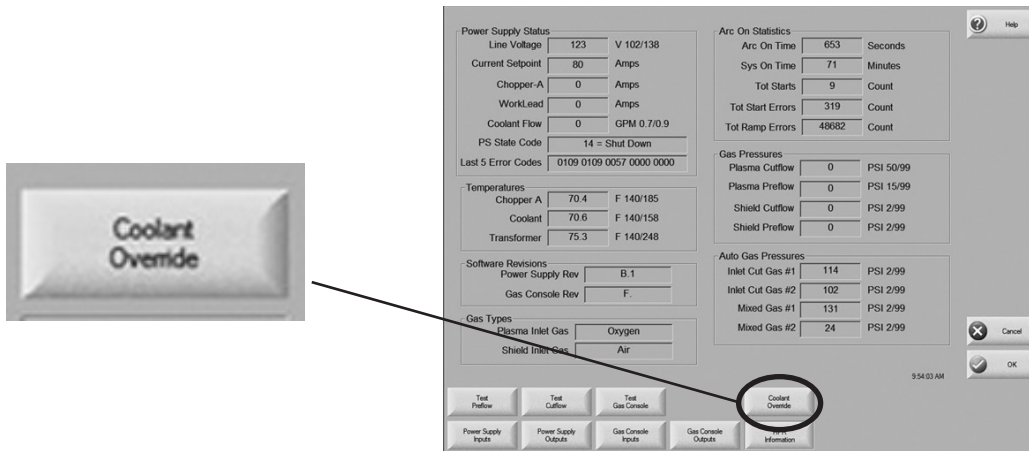 Coolant
Override
Power Supply Status
Line Voltage 123 V 102/138
Current Setpoint 80 Amps
Chopper-A 0 Amps
WorkLead 0 Amps
Coolant Flow 0 GPM 0.7/0.9
PS State Code 14 = Shut Down
Last 5 Error Codes 0109 0109 0057 0000 0000
Temperatures
Chopper A 70.4 F 140/185
Coolant 70.6 F 140/158
Transformer 75.3 F 140/248
Software Revisions
Power Supply Rev B.1
Gas Console Rev F.
Gas Types
Plasma Inlet Gas Oxygen
Shield Inlet Gas Air
Arc On Statistics
Arc On Time 653 Seconds
Sys On Time 71 Minutes
Tot Starts 9 Count
Tot Start Errors 319 Count
Tot Ramp Errors 48682 Count
Gas Pressures
Plasma Cutflow 0 PSI 50/99
Plasma Preflow 0 PSI 15/99
Shield Cutflow 0 PSI 2/99
Shield Preflow 0 PSI 2/99
Auto Gas Pressures
Inlet Cut Gas #1 114 PSI 2/99
Inlet Cut Gas #2 102 PSI 2/99
Mixed Gas #1 131 PSI 2/99
Mixed Gas #2 24 PSI 2/99
Help
Cancel
OK
9:54:03 AM
Test
Preflow
Test
Cutflow
Test
Gas Console
Coolant
Override
Power Supply
Inputs
Power Supply
Outputs
Gas Console
Inputs
Gas Console
Outputs
Information